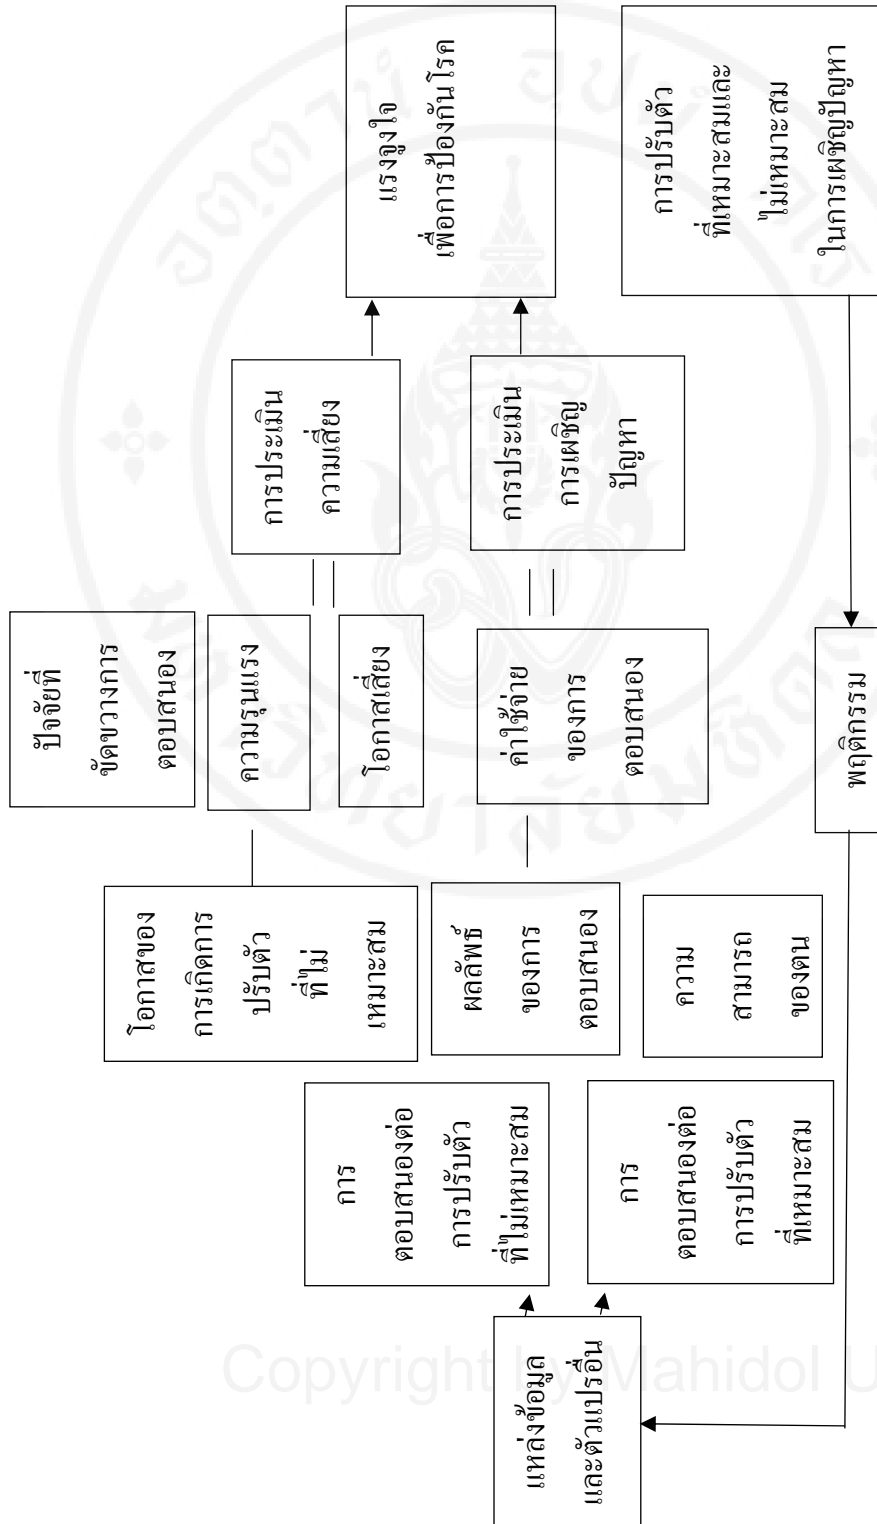 แหล่งข้อมูล
และตัวแปรอื่น
การ
ตอบสนองต่อ
การปรับตัว
ที่ไม่เหมาะสม
การ
ตอบสนองต่อ
การปรับตัว
ที่เหมาะสม
โอกาสของ
การเกิดการ
ปรับตัว
ที่ไม่
เหมาะสม
ผลลัพธ์
ของการ
ตอบสนอง
ความ
สามารถ
ของตน
ปัจจัยที่
ขัดขวางการ
ตอบสนอง
ความรุนแรง
โอกาสเสี่ยง
ค่าใช้จ่าย
ของการ
ตอบสนอง
การประเมิน
ความเสี่ยง
การประเมิน
การเผชิญ
ปัญหา
แรงจูงใจ
เพื่อการป้องกันโรค
การปรับตัว
ที่เหมาะสมและ
ไม่เหมาะสม
ในการเผชิญปัญหา
พฤติกรรม
Copyright by Mahidol U